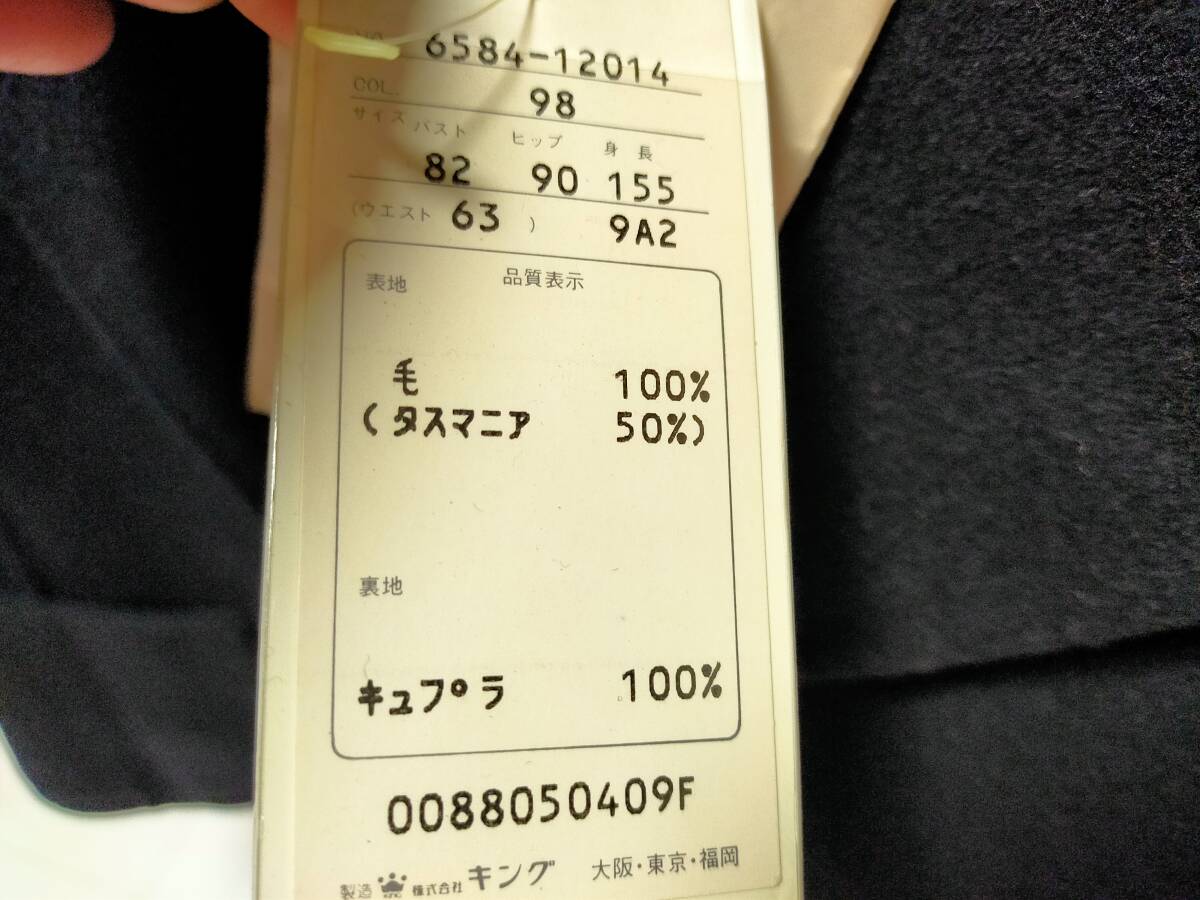 NO. 6584-12014
COL. 98
サイズ バスト ヒップ 身長
82 90 155
(ウエスト 63 ) 9A2
品質表示
表地
毛 100%
(タスマニア 50%)
裏地
キュプラ 100%
0088050409F
製造 株式会社 キング 大阪・東京・福岡